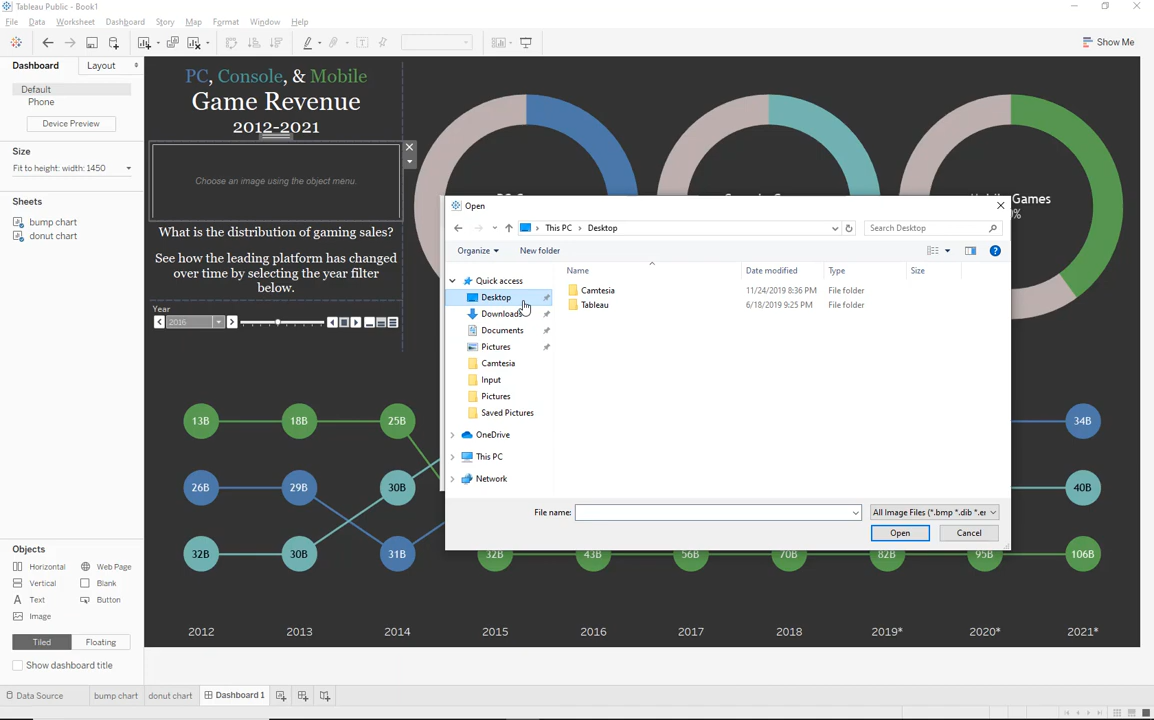 Tableau Public - Book1
File Data Worksheet Dashboard Story Map Format Window Help
Show Me
Dashboard Layout
Default
Phone
Device Preview
Size
Fit to height: width: 1450
Sheets
bump chart
donut chart
Objects
Horizontal Web Page
Vertical Blank
Text Button
Image
Tiled Floating
Show dashboard title
PC, Console, & Mobile
Game Revenue
2012-2021
Choose an image using the object menu.
What is the distribution of gaming sales?
See how the leading platform has changed
over time by selecting the year filter
below.
Year
2016
Games
Open
This PC > Desktop
Search Desktop
Organize New folder
Name Date modified Type Size
Quick access
Desktop
Downloads
Documents
Pictures
Camtesia
Input
Pictures
Saved Pictures
OneDrive
This PC
Network
Camtesia 11/24/2019 8:36 PM File folder
Tableau 6/18/2019 9:25 PM File folder
File name:
All Image Files (*.bmp *.dib *.er
Open Cancel
13B 18B 25B 34B
26B 29B 30B 40B
32B 30B 31B 32B 43B 56B 70B 82B 95B 106B
2012 2013 2014 2015 2016 2017 2018 2019* 2020* 2021*
Data Source bump chart donut chart Dashboard 1